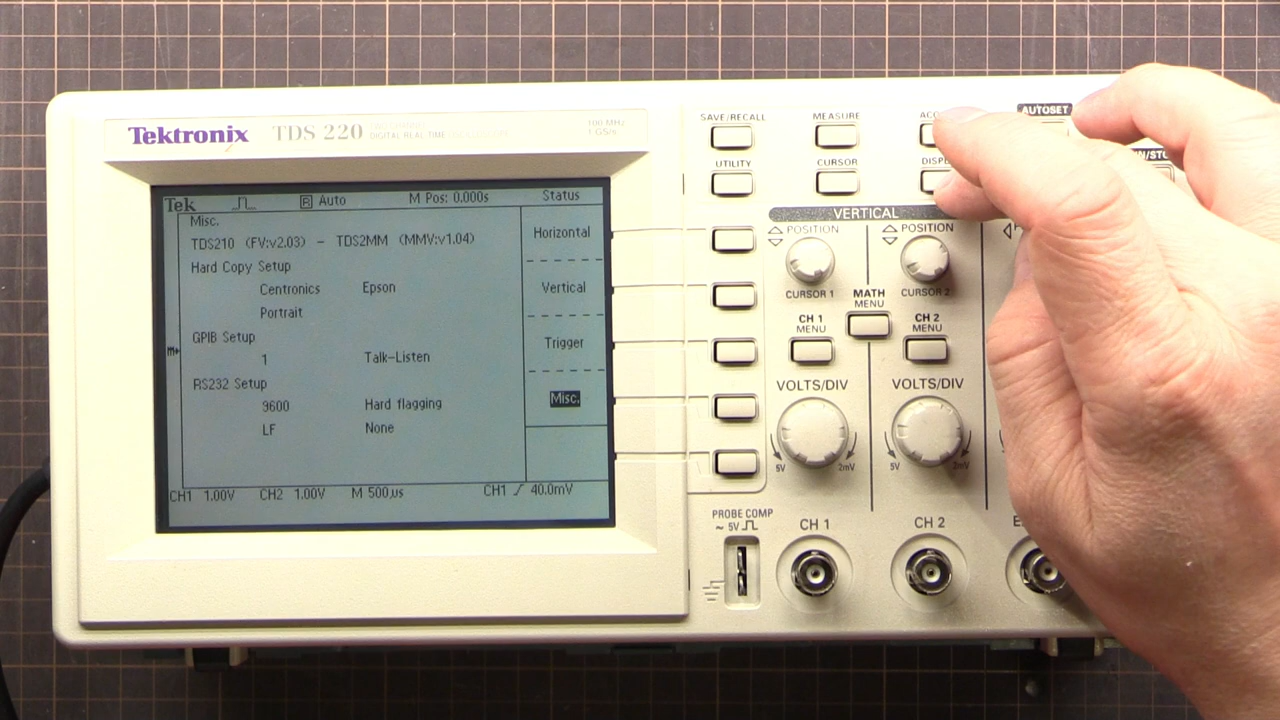 Tektronix TDS 220 TWO CHANNEL DIGITAL REAL-TIME OSCILLOSCOPE 100 MHz 1 GS/s
Tek Auto M Pos: 0.000s Status
Misc.
TDS210 (FV:v2.03) - TDS2MM (MMV:v1.04)
Hard Copy Setup
Centronics Epson
Portrait
GPIB Setup
1 Talk-Listen
RS232 Setup
9600 Hard flagging
LF None
CH1 1.00V CH2 1.00V M 500µs CH1 40.0mV
Horizontal
Vertical
Trigger
Misc.
SAVE/RECALL MEASURE AUTOSET
UTILITY CURSOR
VERTICAL
POSITION POSITION
CURSOR 1 CURSOR 2
MATH
MENU
CH 1
MENU
CH 2
MENU
VOLTS/DIV VOLTS/DIV
5V 2mV 5V 2mV
PROBE COMP
~ 5V
CH 1 CH 2